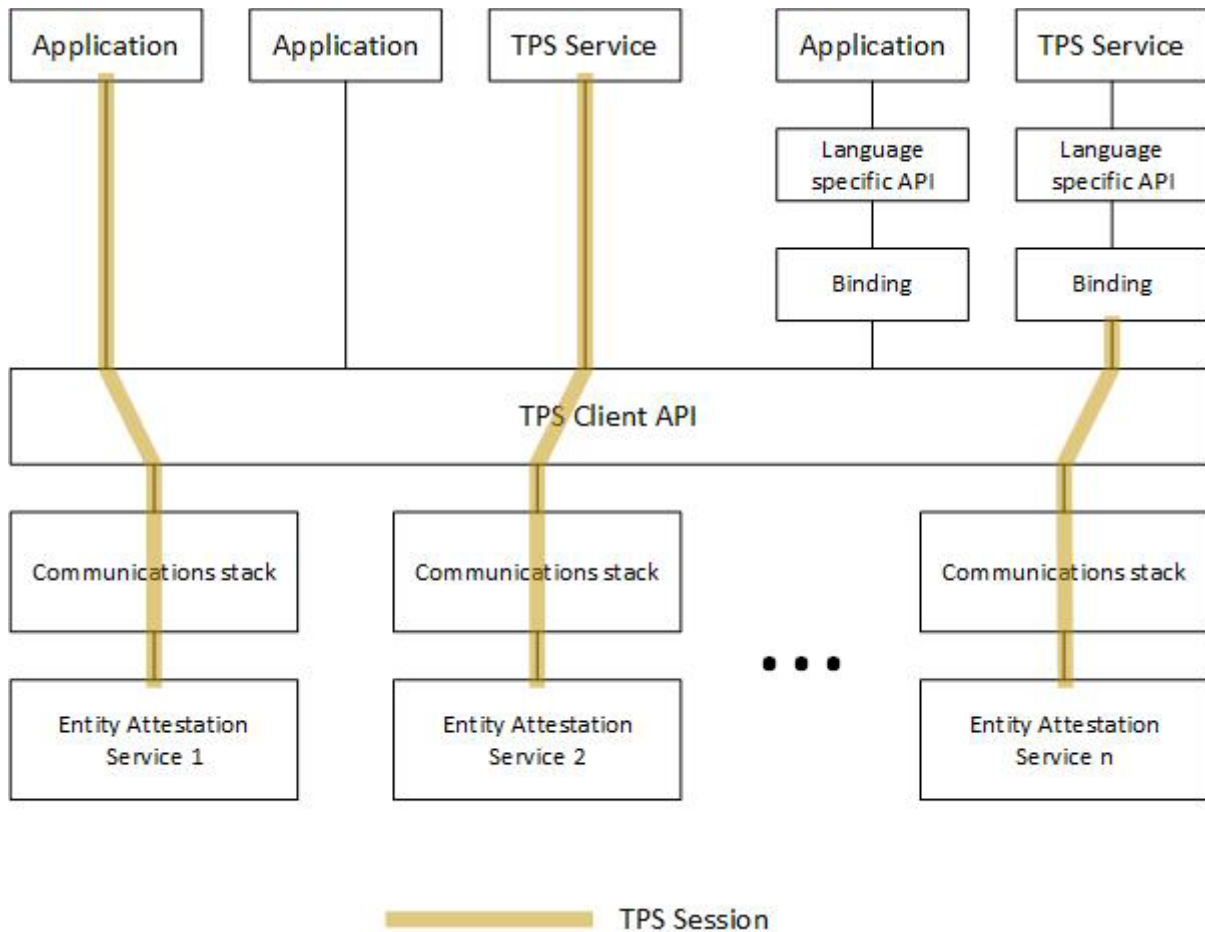 Application
Application
TPS Service
Application
TPS Service
Language
specific API
Language
specific API
Binding
Binding
TPS Client API
Communications stack
Communications stack
Communications stack
Entity Attestation
Service 1
Entity Attestation
Service 2
Entity Attestation
Service n
TPS Session